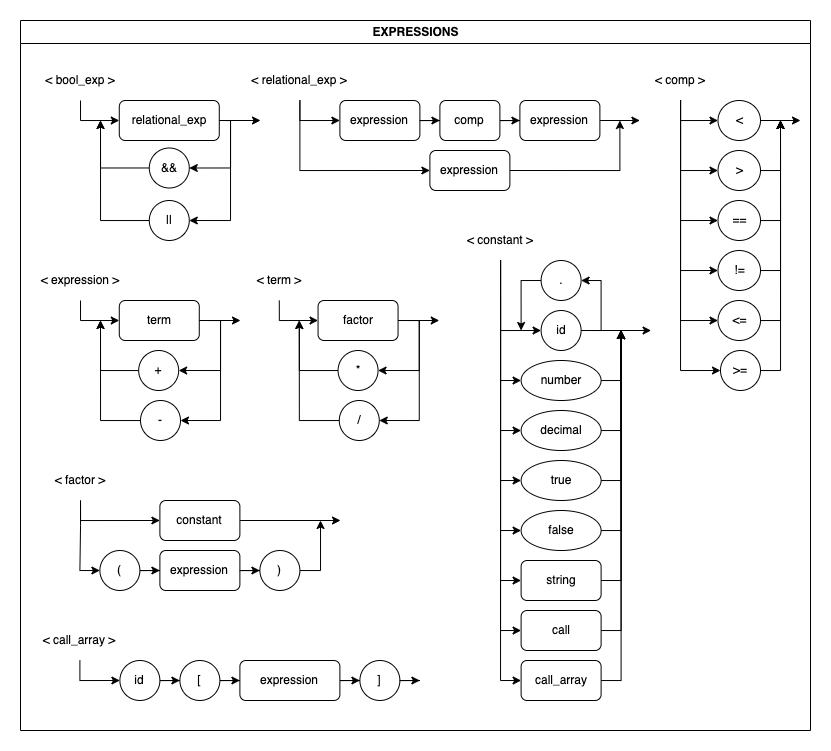 EXPRESSIONS
< bool_exp >
relational_exp
&&
||
< relational_exp >
expression
comp
expression
expression
< comp >
<
>
==
!=
<=
>=
< expression >
term
+
-
< term >
factor
*
/
< constant >
.
id
number
decimal
true
false
string
call
call_array
< factor >
constant
(
expression
)
< call_array >
id
[
expression
]